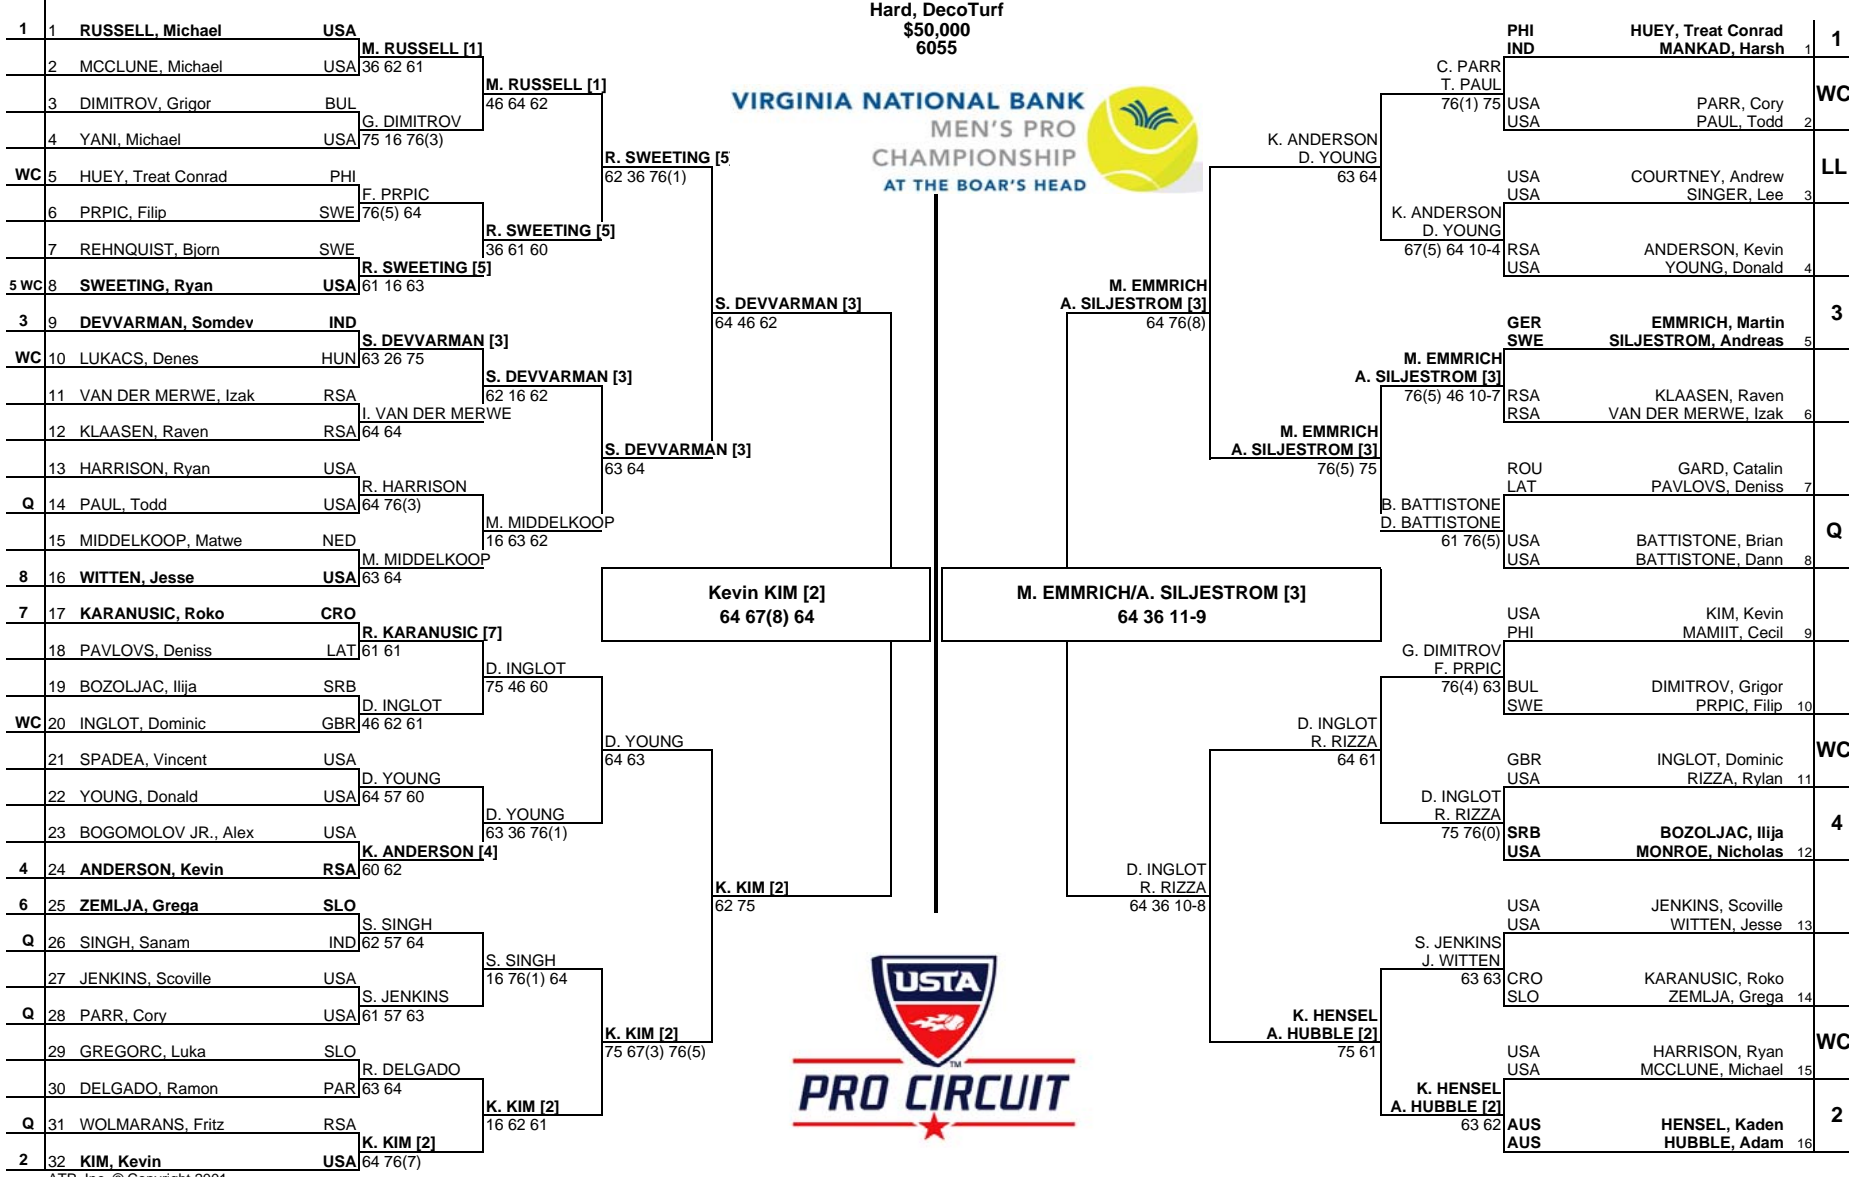 Hard, DecoTurf
$50,000
6055
VIRGINIA NATIONAL BANK
MEN'S PRO
CHAMPIONSHIP
AT THE BOAR'S HEAD
1 1 RUSSELL, Michael USA
M. RUSSELL [1]
2 MCCLUNE, Michael USA 36 62 61
M. RUSSELL [1]
3 DIMITROV, Grigor BUL 46 64 62
G. DIMITROV
4 YANI, Michael USA 75 16 76(3)
R. SWEETING [5]
WC 5 HUEY, Treat Conrad PHI 62 36 76(1)
F. PRPIC
6 PRPIC, Filip SWE 76(5) 64
R. SWEETING [5]
7 REHNQUIST, Bjorn SWE 36 61 60
R. SWEETING [5]
5 WC 8 SWEETING, Ryan USA 61 16 63
S. DEVVARMAN [3]
3 9 DEVVARMAN, Somdev IND 64 46 62
S. DEVVARMAN [3]
WC 10 LUKACS, Denes HUN 63 26 75
S. DEVVARMAN [3]
11 VAN DER MERWE, Izak RSA 62 16 62
I. VAN DER MERWE
12 KLAASEN, Raven RSA 64 64
S. DEVVARMAN [3]
13 HARRISON, Ryan USA 63 64
R. HARRISON
Q 14 PAUL, Todd USA 64 76(3)
M. MIDDELKOOP
15 MIDDELKOOP, Matwe NED 16 63 62
M. MIDDELKOOP
8 16 WITTEN, Jesse USA 63 64
Kevin KIM [2]
64 67(8) 64
7 17 KARANUSIC, Roko CRO
R. KARANUSIC [7]
18 PAVLOVS, Deniss LAT 61 61
D. INGLOT
19 BOZOLJAC, Ilija SRB 75 46 60
D. INGLOT
WC 20 INGLOT, Dominic GBR 46 62 61
D. YOUNG
21 SPADEA, Vincent USA 64 63
D. YOUNG
22 YOUNG, Donald USA 64 57 60
D. YOUNG
23 BOGOMOLOV JR., Alex USA 63 36 76(1)
K. ANDERSON [4]
4 24 ANDERSON, Kevin RSA 60 62
K. KIM [2]
6 25 ZEMLJA, Grega SLO 62 75
S. SINGH
Q 26 SINGH, Sanam IND 62 57 64
S. SINGH
27 JENKINS, Scoville USA 16 76(1) 64
S. JENKINS
Q 28 PARR, Cory USA 61 57 63
K. KIM [2]
29 GREGORC, Luka SLO 75 67(3) 76(5)
R. DELGADO
30 DELGADO, Ramon PAR 63 64
K. KIM [2]
Q 31 WOLMARANS, Fritz RSA 16 62 61
K. KIM [2]
2 32 KIM, Kevin USA 64 76(7)
PHI HUEY, Treat Conrad
IND MANKAD, Harsh 1 1
C. PARR
T. PAUL
76(1) 75 USA PARR, Cory WC
USA PAUL, Todd 2
K. ANDERSON
D. YOUNG
63 64
USA COURTNEY, Andrew LL
USA SINGER, Lee 3
K. ANDERSON
D. YOUNG
67(5) 64 10-4 RSA ANDERSON, Kevin
USA YOUNG, Donald 4
M. EMMRICH
A. SILJESTROM [3]
64 76(8)
GER EMMRICH, Martin 3
SWE SILJESTROM, Andreas 5
M. EMMRICH
A. SILJESTROM [3]
76(5) 46 10-7 RSA KLAASEN, Raven
RSA VAN DER MERWE, Izak 6
M. EMMRICH
A. SILJESTROM [3]
76(5) 75
ROU GARD, Catalin
LAT PAVLOVS, Deniss 7
B. BATTISTONE
D. BATTISTONE
61 76(5) USA BATTISTONE, Brian Q
USA BATTISTONE, Dann 8
M. EMMRICH/A. SILJESTROM [3]
64 36 11-9
USA KIM, Kevin
PHI MAMIIT, Cecil 9
G. DIMITROV
F. PRPIC
76(4) 63 BUL DIMITROV, Grigor
SWE PRPIC, Filip 10
D. INGLOT
R. RIZZA
64 61
GBR INGLOT, Dominic WC
USA RIZZA, Rylan 11
D. INGLOT
R. RIZZA
75 76(0) SRB BOZOLJAC, Ilija 4
USA MONROE, Nicholas 12
D. INGLOT
R. RIZZA
64 36 10-8
USA JENKINS, Scoville
USA WITTEN, Jesse 13
S. JENKINS
J. WITTEN
63 63 CRO KARANUSIC, Roko
SLO ZEMLJA, Grega 14
K. HENSEL
A. HUBBLE [2]
75 61
USA HARRISON, Ryan WC
USA MCCLUNE, Michael 15
K. HENSEL
A. HUBBLE [2]
63 62 AUS HENSEL, Kaden 2
AUS HUBBLE, Adam 16
USTA
TM
PRO CIRCUIT
ATP, Inc. © Copyright 2001